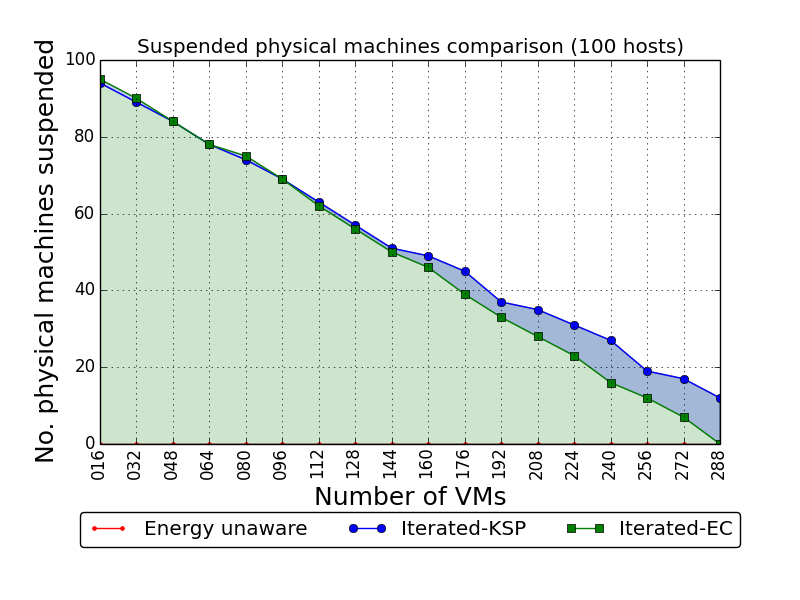 Suspended physical machines comparison (100 hosts)
No. physical machines suspended
100
80
60
40
20
0
016 032 048 064 080 096 112 128 144 160 176 192 208 224 240 256 272 288
Number of VMs
Energy unaware Iterated-KSP Iterated-EC